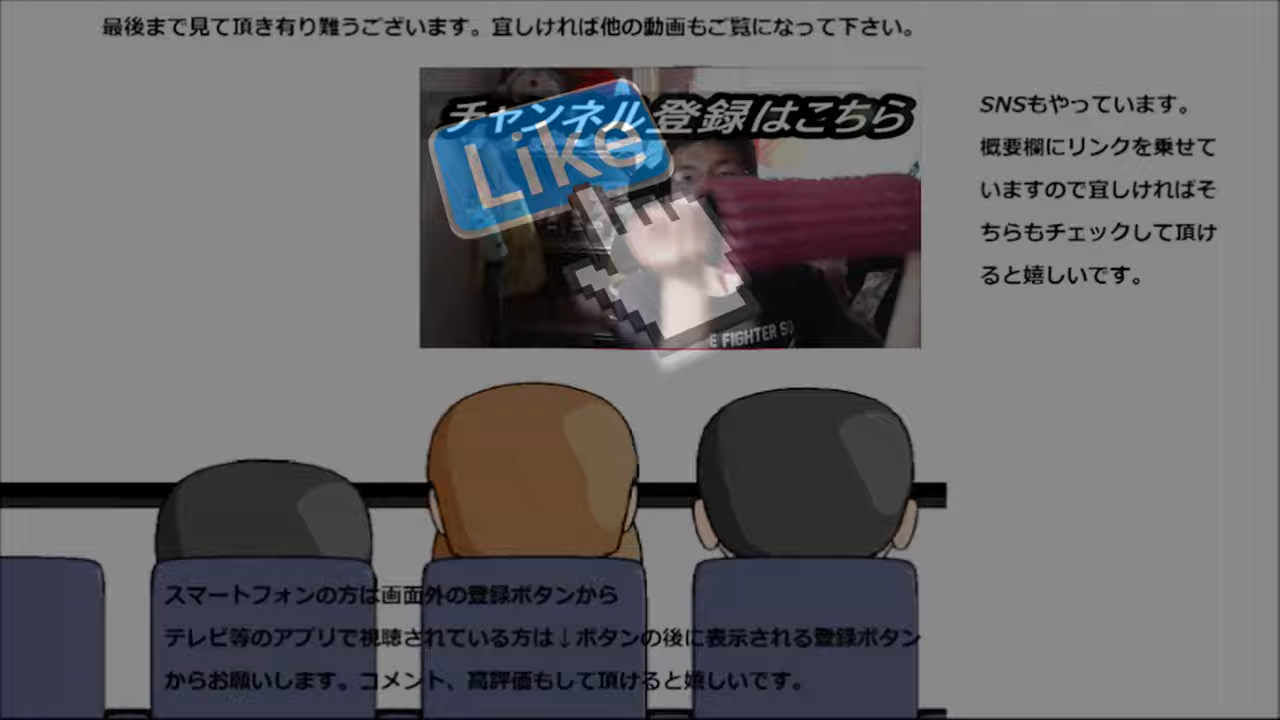 最後まで見て頂き有り難うございます。宜しければ他の動画もご覧になって下さい。
チャンネル登録はこちら
Like
SNSもやっています。
概要欄にリンクを乗せて
いますので宜しければそ
ちらもチェックして頂け
ると嬉しいです。
E FIGHTER SO
スマートフォンの方は画面外の登録ボタンから
テレビ等のアプリで視聴されている方は↓ボタンの後に表示される登録ボタン
からお願いします。コメント、高評価もして頂けると嬉しいです。